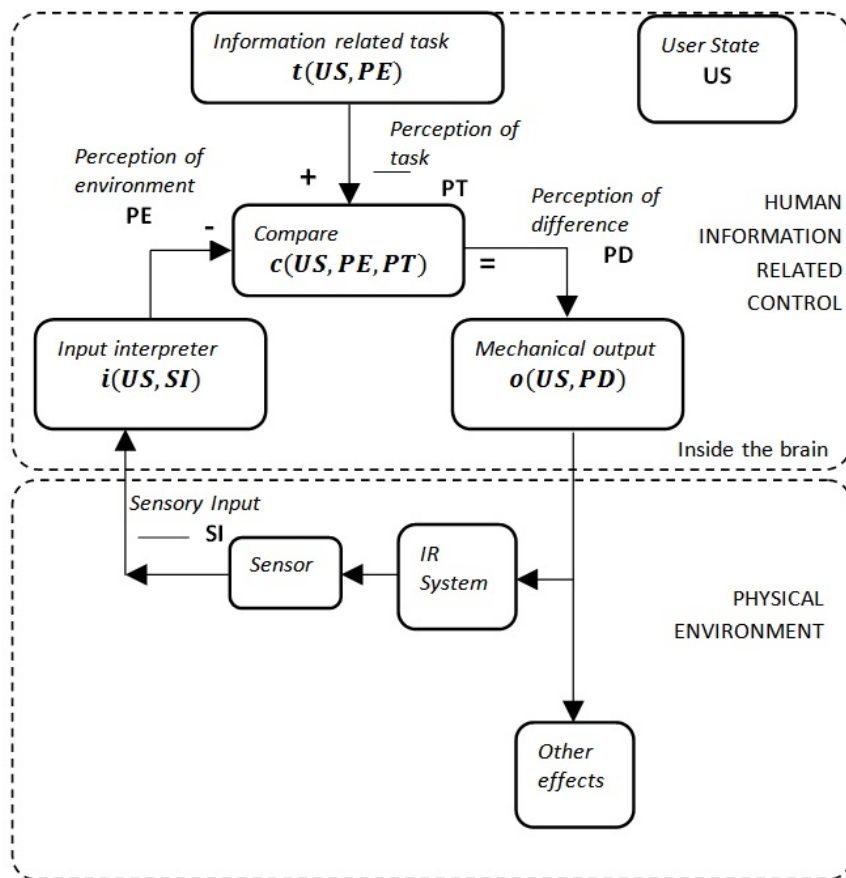 Information related task
t(US, PE)
User State
US
Perception of
task
PT
+
Perception of
environment
PE
-
Compare
c(US, PE, PT)
=
Perception of
difference
PD
HUMAN
INFORMATION
RELATED
CONTROL
Input interpreter
i(US, SI)
Mechanical output
o(US, PD)
Inside the brain
Sensory Input
SI
Sensor
IR
System
PHYSICAL
ENVIRONMENT
Other
effects